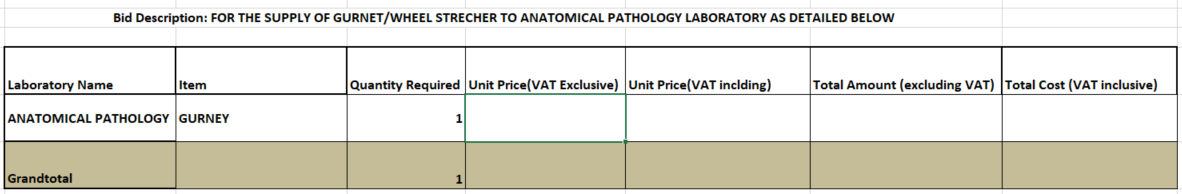 Bid Description: FOR THE SUPPLY OF GURNET/WHEEL STRECHER TO ANATOMICAL PATHOLOGY LABORATORY AS DETAILED BELOW
Laboratory Name Item Quantity Required Unit Price(VAT Exclusive) Unit Price(VAT inclding) Total Amount (excluding VAT) Total Cost (VAT inclusive)
ANATOMICAL PATHOLOGY GURNEY 1
Grandtotal 1